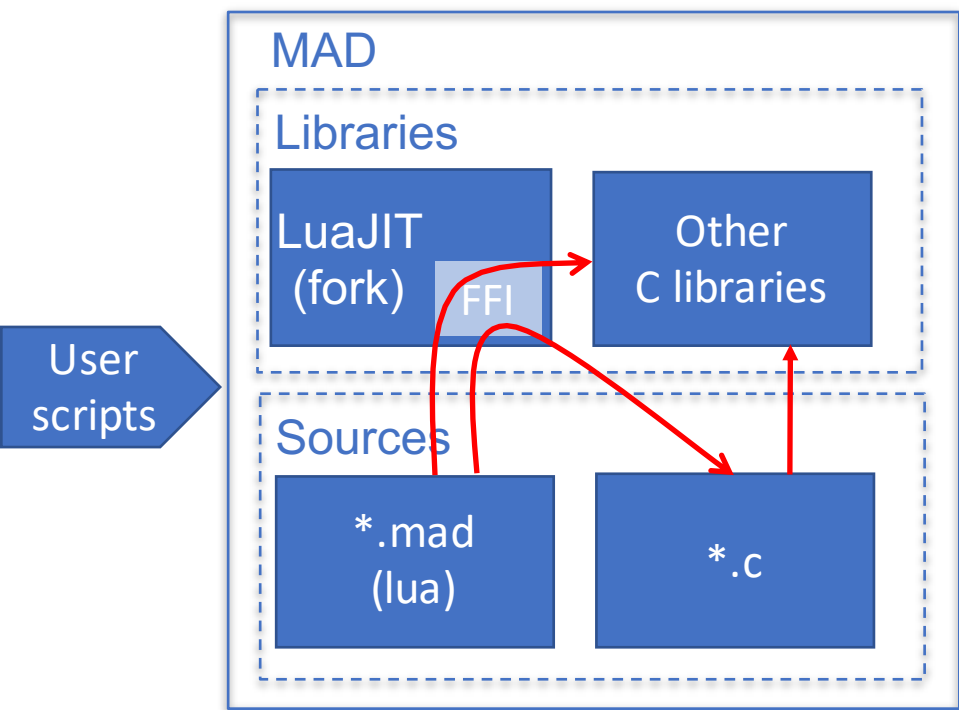 MAD
Libraries
LuaJIT
(fork)
FFI
Other
C libraries
User
scripts
Sources
*.mad
(lua)
*.c